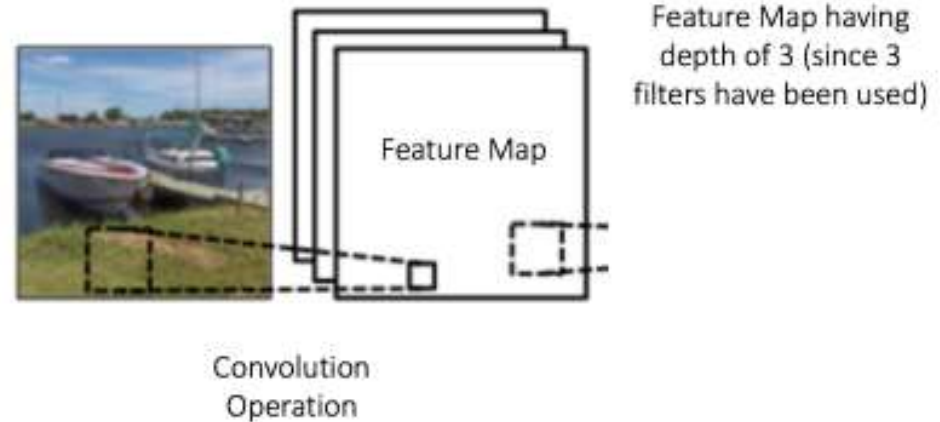 Feature Map having
depth of 3 (since 3
filters have been used)
Feature Map
Convolution
Operation